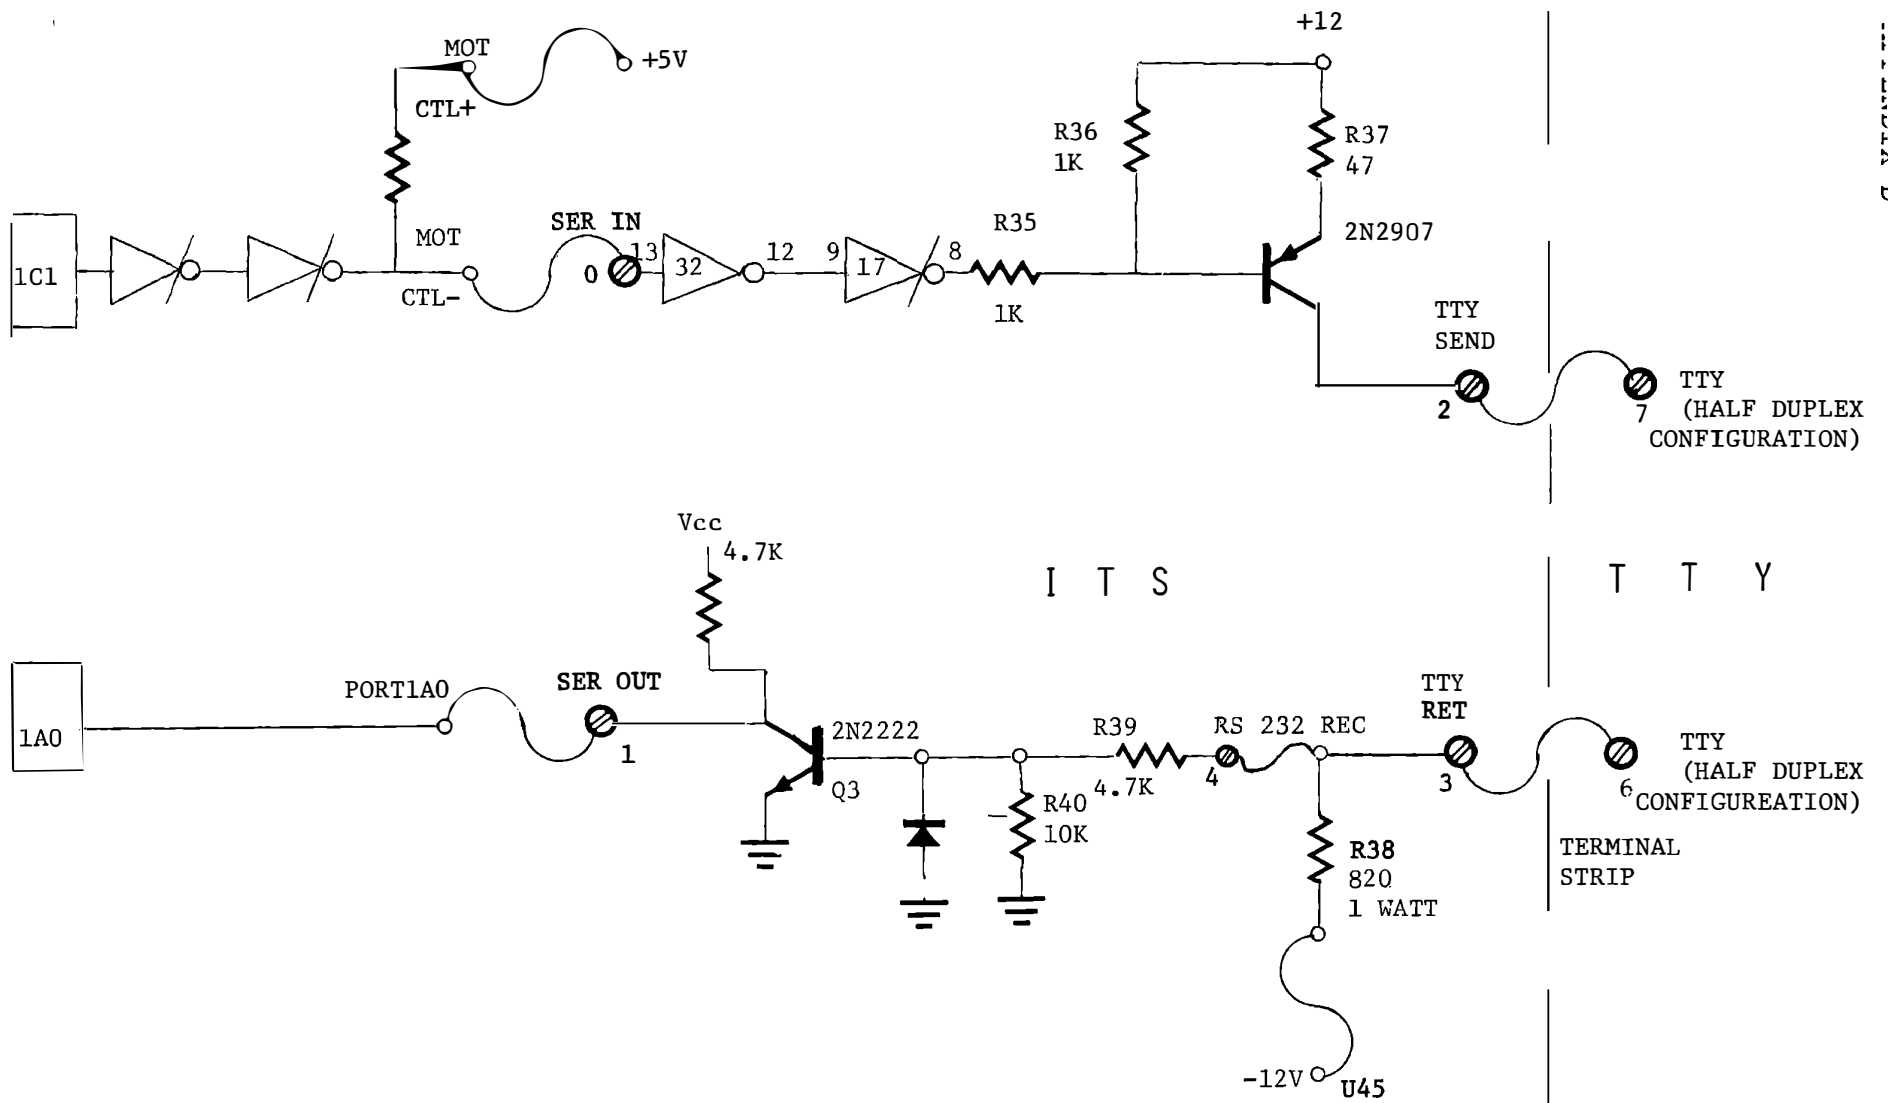 MOT
CTL+
+5V
+12
R36
1K
R37
47
1C1
MOT
CTL-
SER IN
0
13
32
12
9
17
8
R35
1K
2N2907
TTY
SEND
2
7
TTY
(HALF DUPLEX
CONFIGURATION)
Vcc
4.7K
I T S
T T Y
1A0
PORT1A0
SER OUT
1
2N2222
Q3
R40
10K
R39
4.7K
RS 232 REC
4
TTY
RET
3
6
TTY
(HALF DUPLEX
CONFIGUREATION)
R38
820
1 WATT
TERMINAL
STRIP
-12V
U45